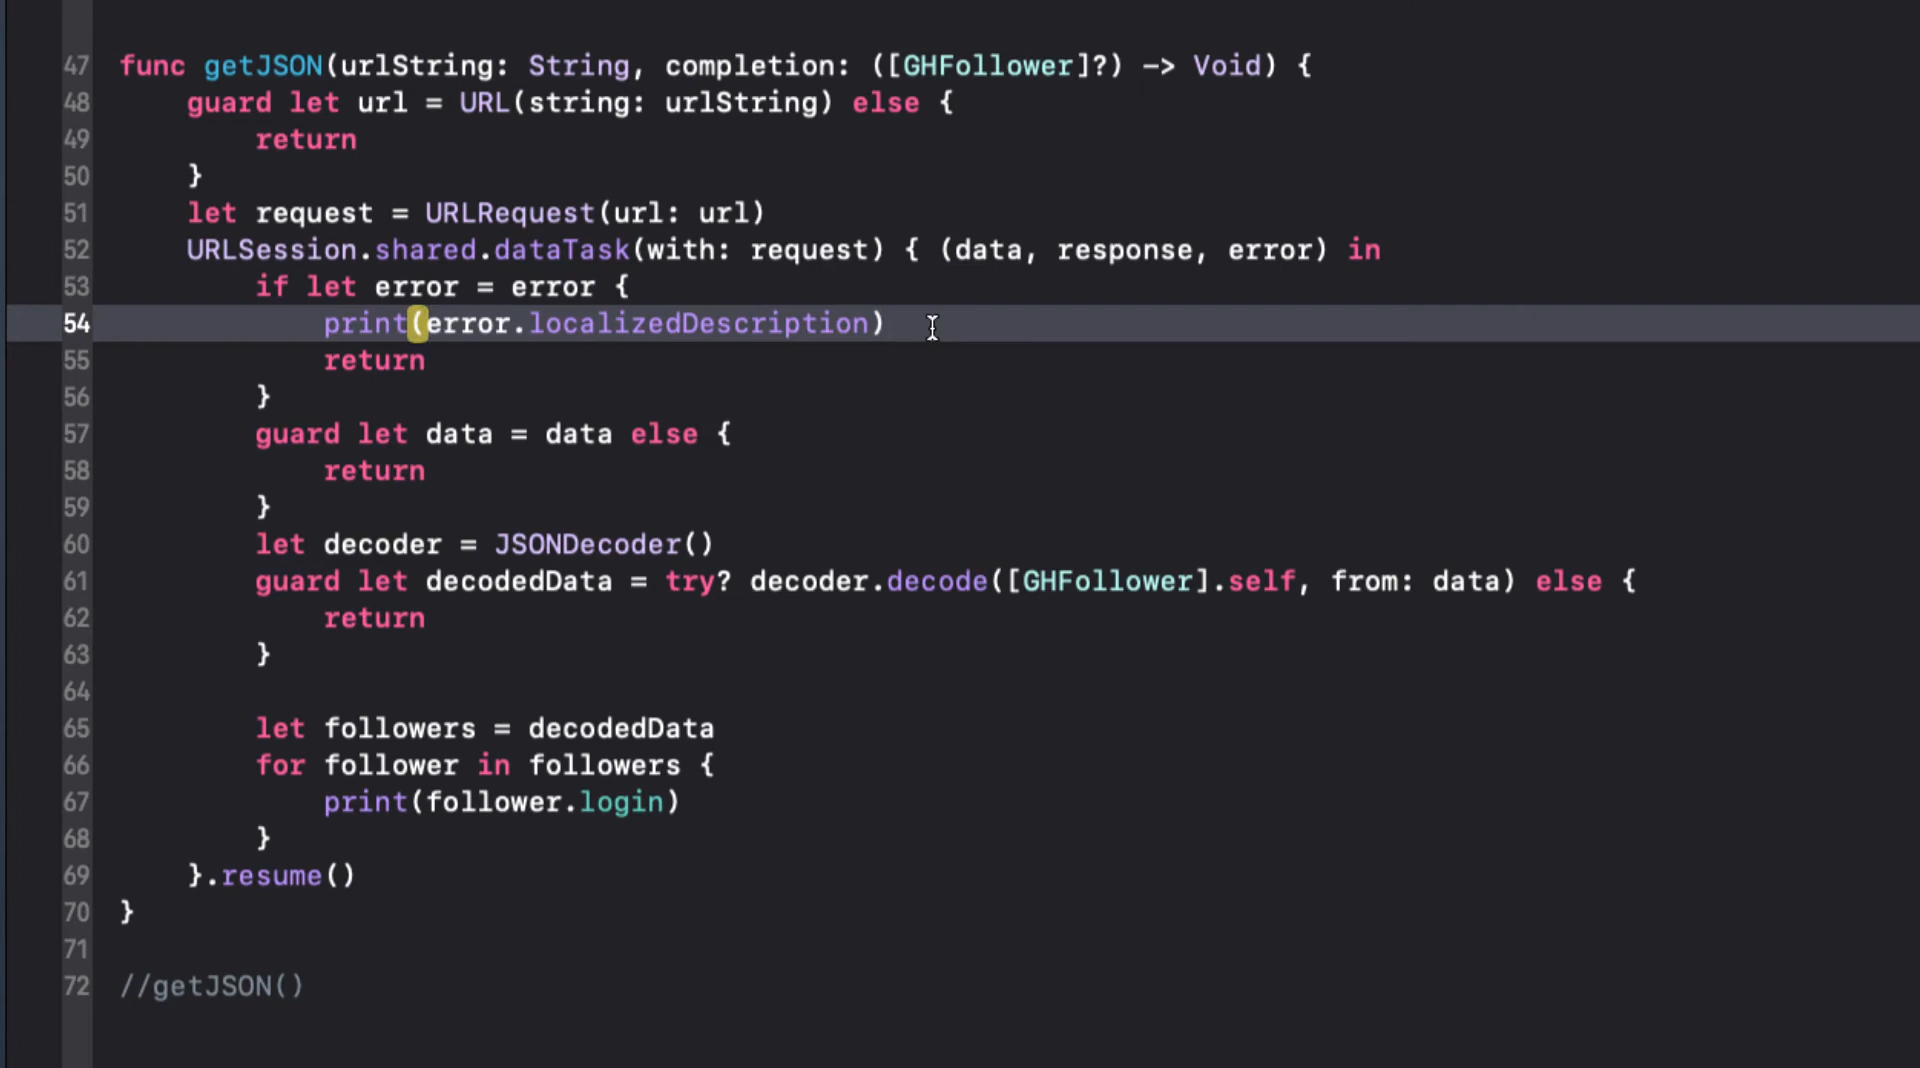 47 func getJSON(urlString: String, completion: ([GHFollower]?) -> Void) {
48     guard let url = URL(string: urlString) else {
49         return
50     }
51     let request = URLRequest(url: url)
52     URLSession.shared.dataTask(with: request) { (data, response, error) in
53         if let error = error {
54             print(error.localizedDescription)
55             return
56         }
57         guard let data = data else {
58             return
59         }
60         let decoder = JSONDecoder()
61         guard let decodedData = try? decoder.decode([GHFollower].self, from: data) else {
62             return
63         }
64
65         let followers = decodedData
66         for follower in followers {
67             print(follower.login)
68         }
69     }.resume()
70 }
71
72 //getJSON()